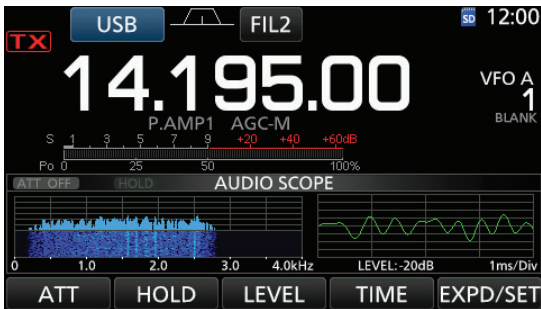 USB FIL2 SD 12:00
TX
14.195.00 VFO A
1
P.AMP1 AGC-M BLANK
S 1 3 5 7 9 +20 +40 +60dB
Po 0 25 50 100%
ATT OFF HOLD AUDIO SCOPE
0 1.0 2.0 3.0 4.0kHz LEVEL:-20dB 1ms/Div
ATT HOLD LEVEL TIME EXPD/SET